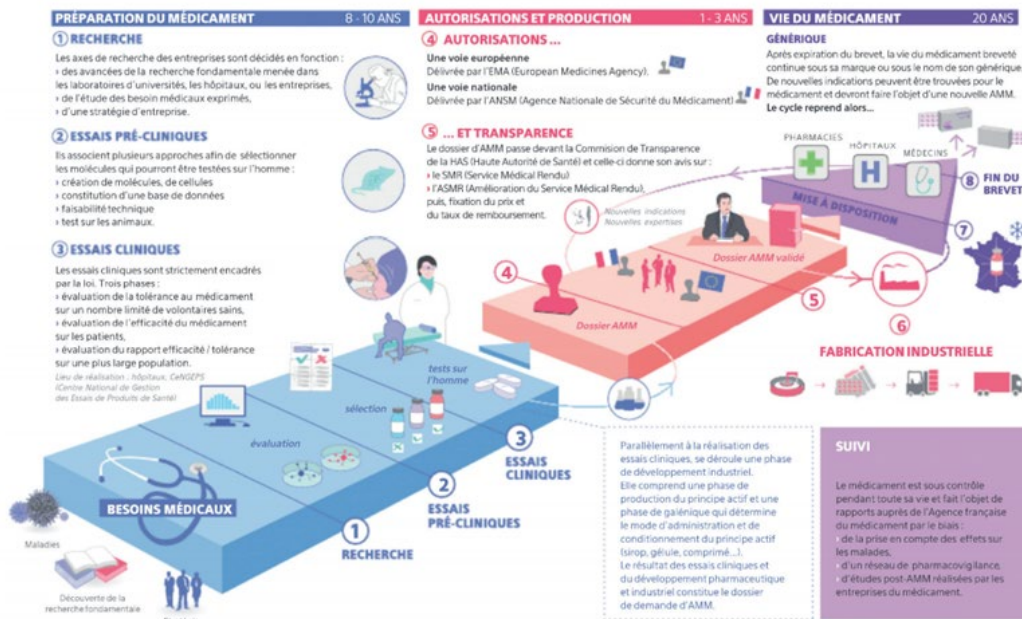 PRÉPARATION DU MÉDICAMENT 8 - 10 ANS
① RECHERCHE
Les axes de recherche des entreprises sont décidés en fonction :
› des avancées de la recherche fondamentale menée dans
les laboratoires d'universités, les hôpitaux, ou les entreprises,
› de l'étude des besoin médicaux exprimés,
› d'une stratégie d'entreprise.
② ESSAIS PRÉ-CLINIQUES
Ils associent plusieurs approches afin de sélectionner
les molécules qui pourront être testées sur l'homme :
› création de molécules, de cellules
› constitution d'une base de données
› faisabilité technique
› test sur les animaux.
③ ESSAIS CLINIQUES
Les essais cliniques sont strictement encadrés
par la loi. Trois phases :
› évaluation de la tolérance au médicament
sur un nombre limité de volontaires sains,
› évaluation de l'efficacité du médicament
sur les patients,
› évaluation du rapport efficacité / tolérance
sur une plus large population.
Lieu de réalisation : hôpitaux, CeNGEPS
(Centre National de Gestion
des Essais de Produits de Santé)
AUTORISATIONS ET PRODUCTION 1 - 3 ANS
④ AUTORISATIONS ...
Une voie européenne
Délivrée par l'EMA (European Medicines Agency).
Une voie nationale
Délivrée par l'ANSM (Agence Nationale de Sécurité du Médicament)
⑤ ... ET TRANSPARENCE
Le dossier d'AMM passe devant la Commision de Transparence
de la HAS (Haute Autorité de Santé) et celle-ci donne son avis sur :
› le SMR (Service Médical Rendu)
› l'ASMR (Amélioration du Service Médical Rendu),
puis, fixation du prix et
du taux de remboursement.
VIE DU MÉDICAMENT 20 ANS
GÉNÉRIQUE
Après expiration du brevet, la vie du médicament breveté
continue sous sa marque ou sous le nom de son générique.
De nouvelles indications peuvent être trouvées pour le
médicament et devront faire l'objet d'une nouvelle AMM.
Le cycle reprend alors...
PHARMACIES
HÔPITAUX
MÉDECINS
H
⑧ FIN DU
BREVET
MISE À DISPOSITION
⑦
Nouvelles indications
Nouvelles expertises
Dossier AMM validé
④
Dossier AMM
⑤
⑥
FABRICATION INDUSTRIELLE
tests sur
l'homme
sélection
évaluation
③
ESSAIS
CLINIQUES
②
ESSAIS
PRÉ-CLINIQUES
①
RECHERCHE
BESOINS MÉDICAUX
Maladies
Découverte de la
recherche fondamentale
Parallèlement à la réalisation des
essais cliniques, se déroule une phase
de développement industriel.
Elle comprend une phase de
production du principe actif et une
phase de galénique qui détermine
le mode d'administration et de
conditionnement du principe actif
(sirop, gélule, comprimé...).
Le résultat des essais cliniques et
du développement pharmaceutique
et industriel constitue le dossier
de demande d'AMM.
SUIVI
Le médicament est sous contrôle
pendant toute sa vie et fait l'objet de
rapports auprès de l'Agence française
du médicament par le biais :
› de la prise en compte des effets sur
les malades,
› d'un réseau de pharmacovigilance,
› d'études post-AMM réalisées par les
entreprises du médicament.